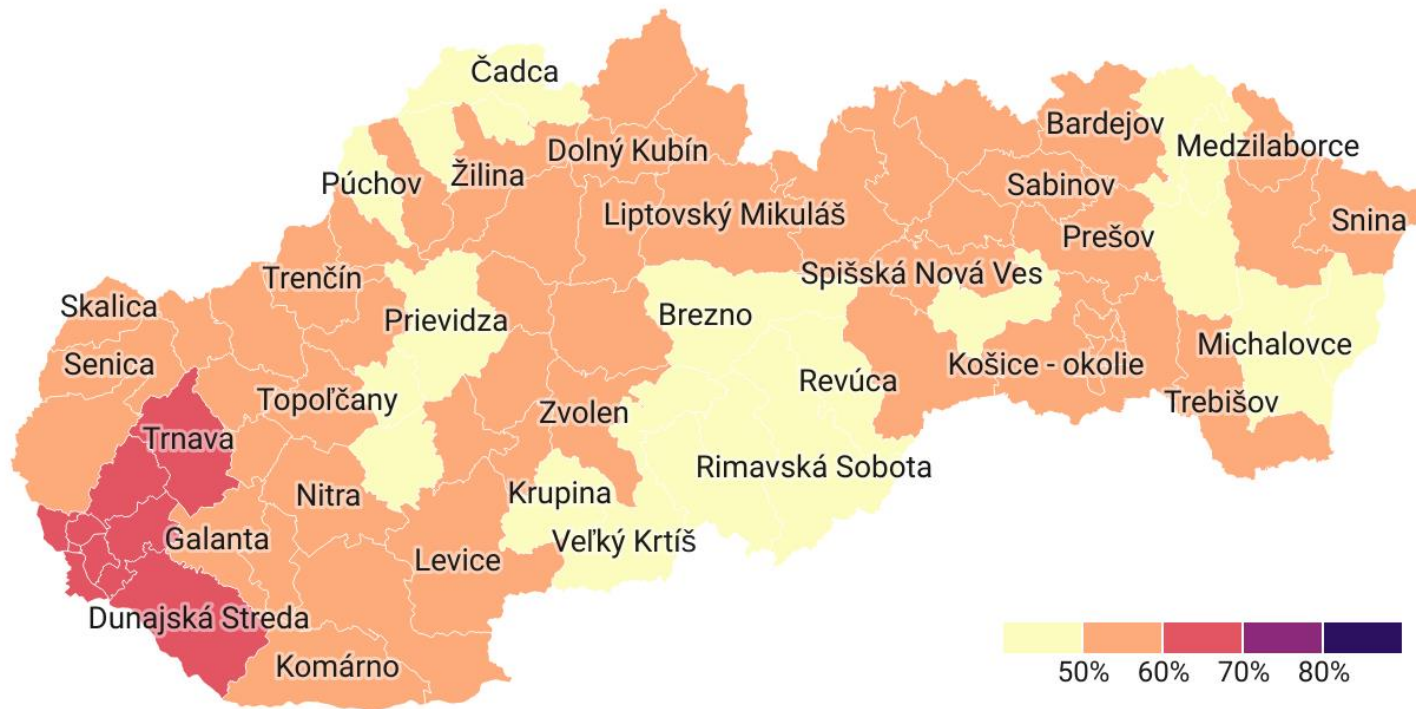 Čadca
Bardejov
Medzilaborce
Dolný Kubín
Žilina
Púchov
Sabinov
Liptovský Mikuláš
Snina
Prešov
Trenčín
Spišská Nová Ves
Skalica
Brezno
Prievidza
Michalovce
Senica
Košice - okolie
Revúca
Topoľčany
Trebišov
Zvolen
Trnava
Rimavská Sobota
Krupina
Nitra
Galanta
Veľký Krtíš
Levice
Dunajská Streda
Komárno
50% 60% 70% 80%